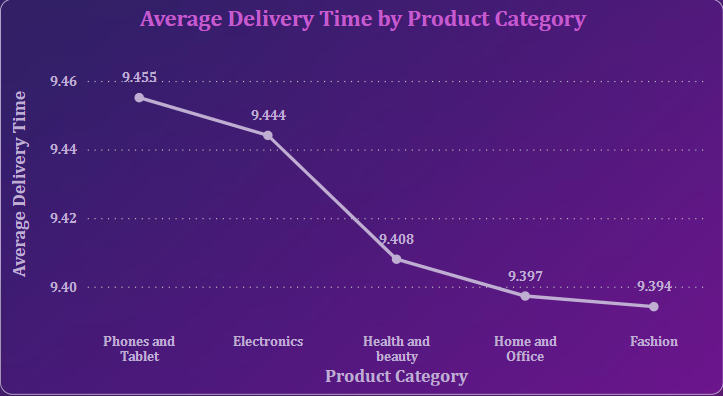 Average Delivery Time by Product Category
Average Delivery Time
9.46
9.44
9.42
9.40
9.455
9.444
9.408
9.397
9.394
Phones and
Tablet
Electronics
Health and
beauty
Home and
Office
Fashion
Product Category